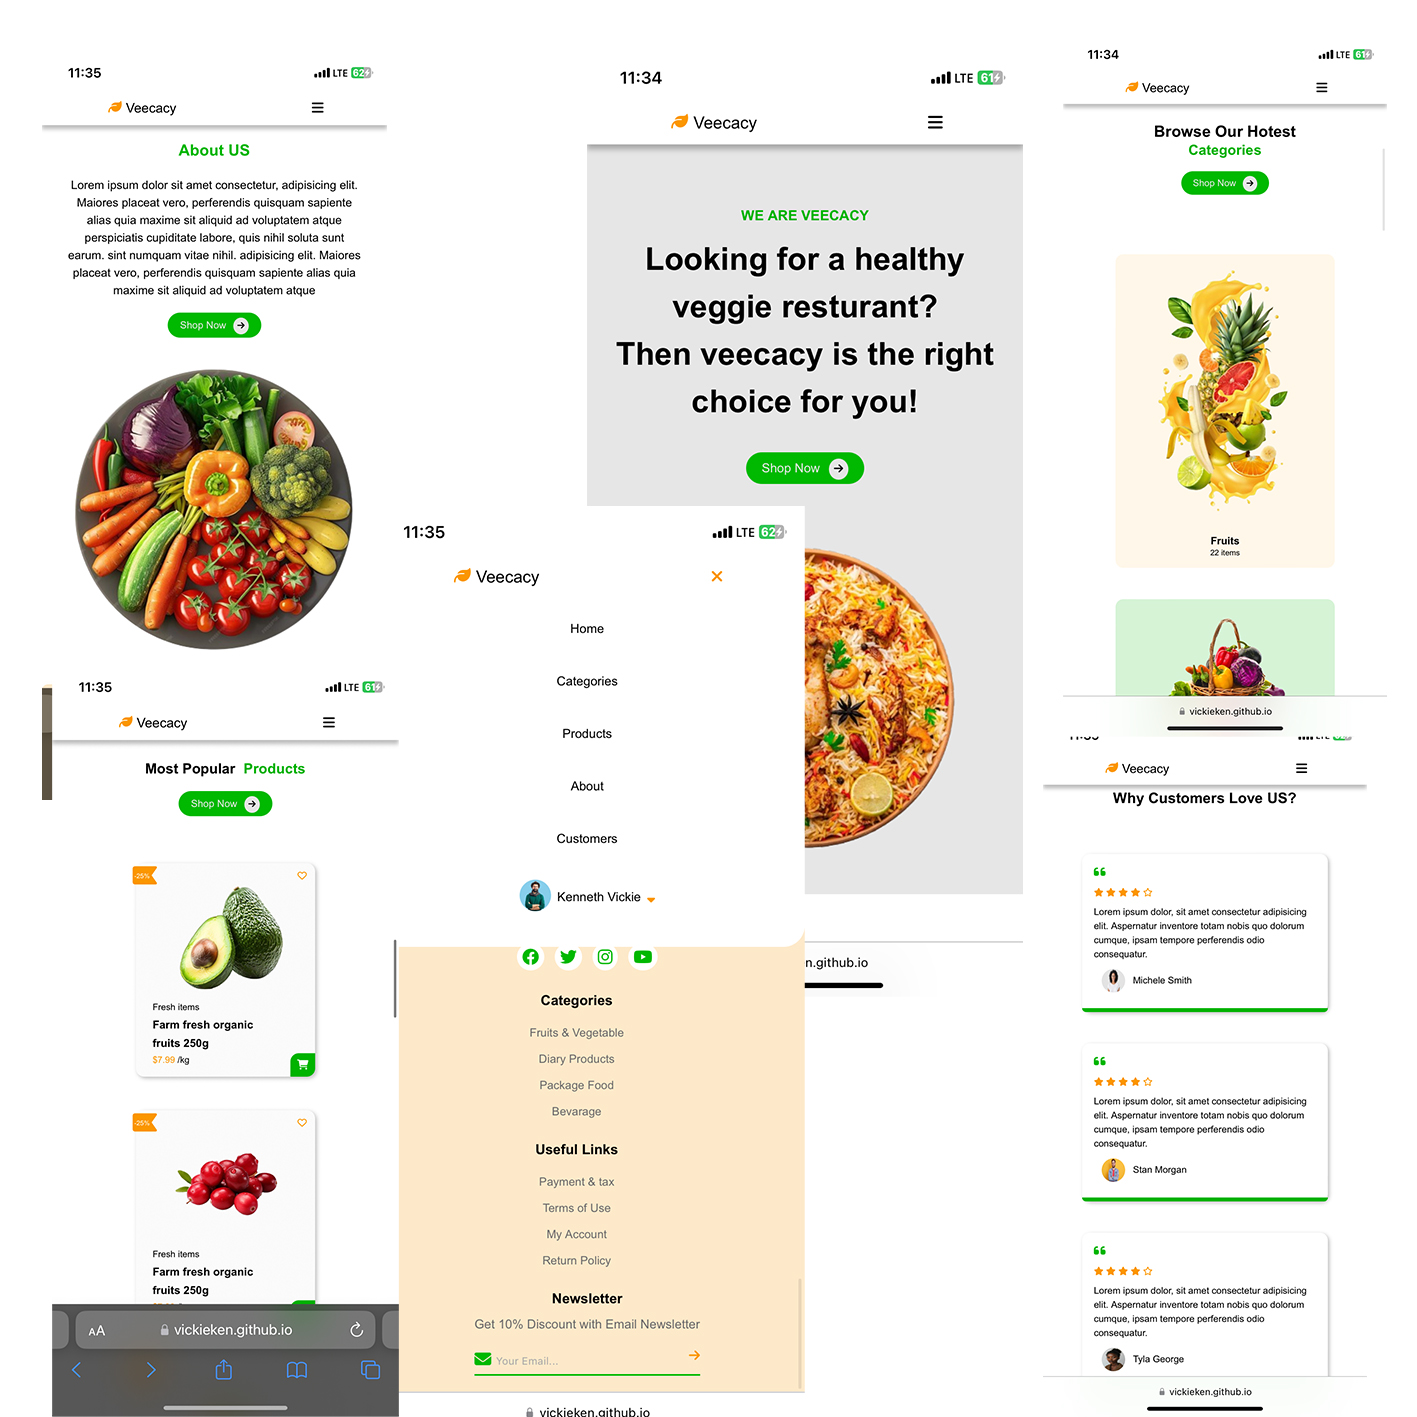 11:35
LTE 62
Veecacy
About US
Lorem ipsum dolor sit amet consectetur, adipisicing elit.
Maiores placeat vero, perferendis quisquam sapiente
alias quia maxime sit aliquid ad voluptatem atque
perspiciatis cupiditate labore, quis nihil soluta sunt
earum. sint numquam vitae nihil. adipisicing elit. Maiores
placeat vero, perferendis quisquam sapiente alias quia
maxime sit aliquid ad voluptatem atque
Shop Now
11:35
LTE 61
Veecacy
Most Popular Products
Shop Now
-25%
Fresh items
Farm fresh organic
fruits 250g
$7.99 /kg
-25%
Fresh items
Farm fresh organic
fruits 250g
AA
vickieken.github.io
11:34
LTE 61
Veecacy
WE ARE VEECACY
Looking for a healthy
veggie resturant?
Then veecacy is the right
choice for you!
Shop Now
n.github.io
11:35
LTE 62
Veecacy
Home
Categories
Products
About
Customers
Kenneth Vickie
Categories
Fruits & Vegetable
Diary Products
Package Food
Bevarage
Useful Links
Payment & tax
Terms of Use
My Account
Return Policy
Newsletter
Get 10% Discount with Email Newsletter
Your Email...
vickieken.github.io
11:34
LTE 61
Veecacy
Browse Our Hotest
Categories
Shop Now
Fruits
22 items
vickieken.github.io
Veecacy
Why Customers Love US?
Lorem ipsum dolor, sit amet consectetur adipisicing
elit. Aspernatur inventore totam nobis quo dolorum
cumque, ipsam tempore perferendis odio
consequatur.
Michele Smith
Lorem ipsum dolor, sit amet consectetur adipisicing
elit. Aspernatur inventore totam nobis quo dolorum
cumque, ipsam tempore perferendis odio
consequatur.
Stan Morgan
Lorem ipsum dolor, sit amet consectetur adipisicing
elit. Aspernatur inventore totam nobis quo dolorum
cumque, ipsam tempore perferendis odio
consequatur.
Tyla George
vickieken.github.io